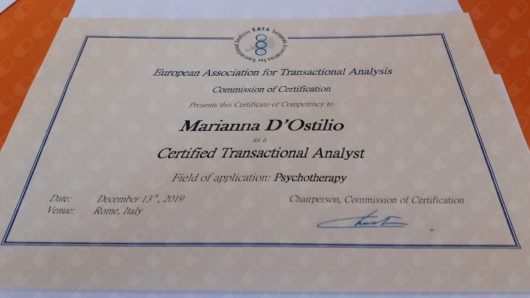 EATA
European Association for Transactional Analysis
Commission of Certification
Presents this Certificate of Competency to
Marianna D'Ostilio
as a
Certified Transactional Analyst
Field of application: Psychotherapy
Date: December 13th, 2019 Chairperson, Commission of Certification
Venue: Rome, Italy